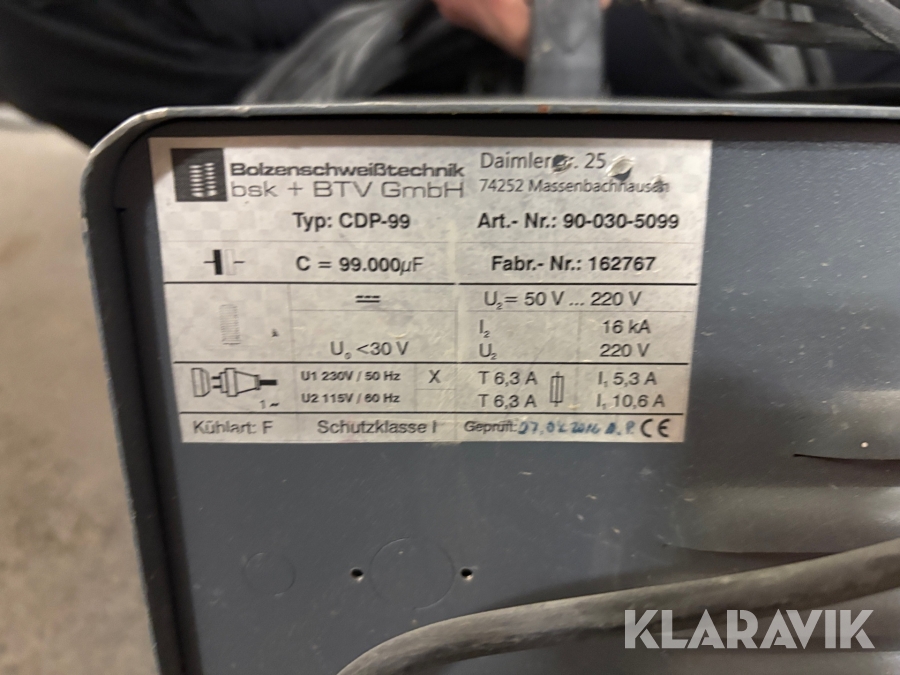 Bolzenschweißtechnik
bsk + BTV GmbH
25
74252 Massenbachhausen
Typ: CDP-99
Art.- Nr.: 90-030-5099
C = 99.000µF
Fabr.- Nr.: 162767
U₂= 50 V ... 220 V
I₂ 16 kA
U₀ <30 V
U₂ 220 V
U1 230V / 50 Hz X T 6,3 A I₁ 5,3 A
1~ U2 115V / 60 Hz T 6,3 A I₁ 10,6 A
Kühlart: F Schutzklasse I Geprüft: CE
KLARAVIK